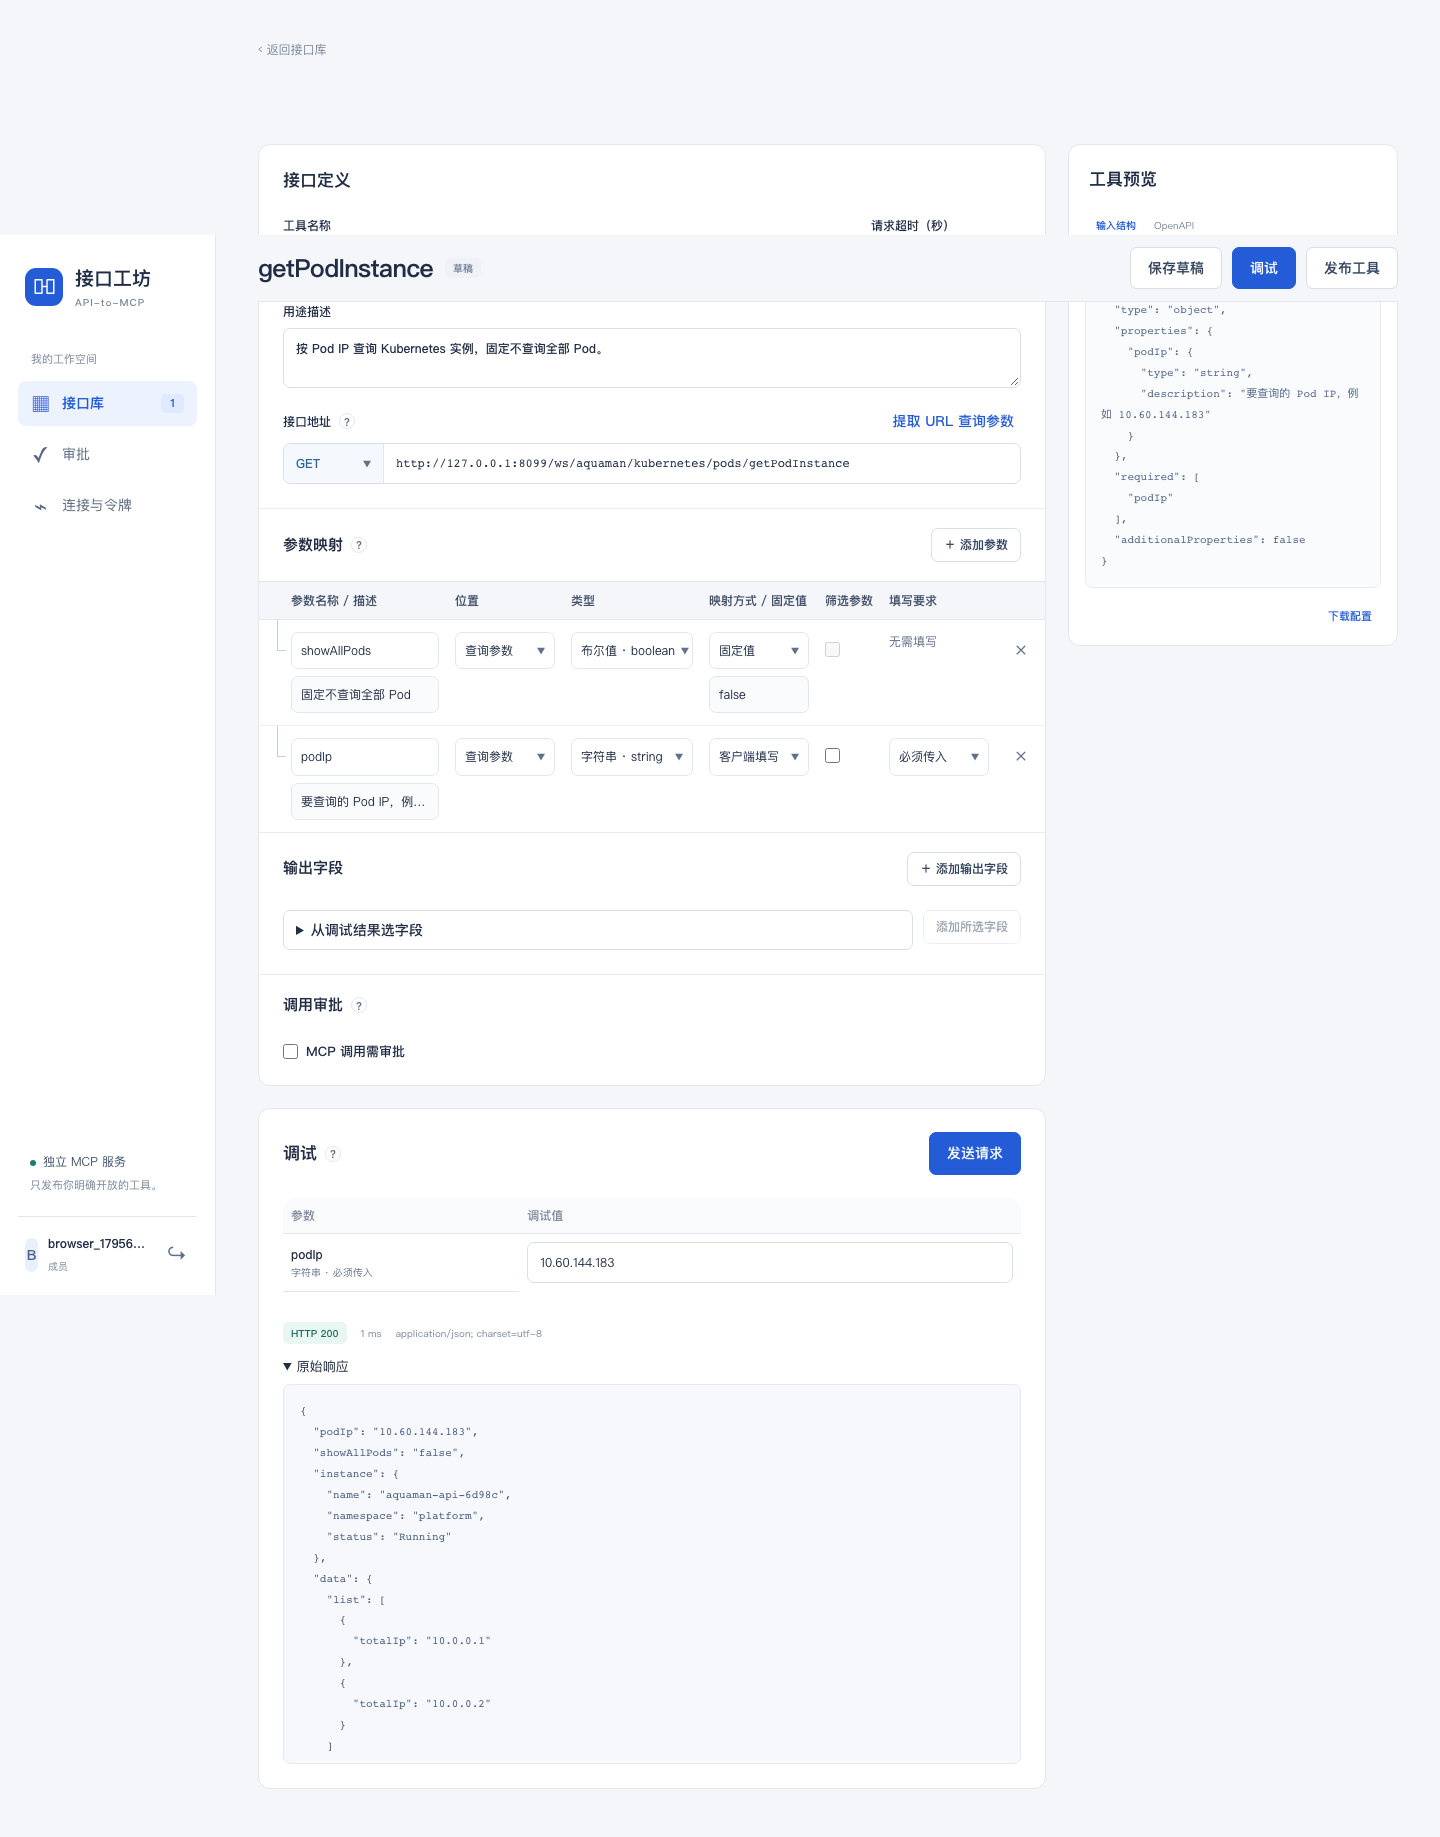 ‹ 返回接口库
接口定义
工具名称
请求超时（秒）
工具预览
输入结构
OpenAPI
接口工坊
API-to-MCP
我的工作空间
接口库
1
审批
连接与令牌
独立 MCP 服务
只发布你明确开放的工具。
B
browser_17956...
成员
getPodInstance
草稿
保存草稿
调试
发布工具
用途描述
按 Pod IP 查询 Kubernetes 实例，固定不查询全部 Pod。
接口地址 ?
提取 URL 查询参数
GET
http://127.0.0.1:8099/ws/aquaman/kubernetes/pods/getPodInstance
参数映射 ?
+ 添加参数
参数名称 / 描述
位置
类型
映射方式 / 固定值
筛选参数
填写要求
showAllPods
查询参数
布尔值 · boolean
固定值
无需填写
×
固定不查询全部 Pod
false
podIp
查询参数
字符串 · string
客户端填写
必须传入
×
要查询的 Pod IP，例...
输出字段
+ 添加输出字段
从调试结果选字段
添加所选字段
调用审批 ?
MCP 调用需审批
"type": "object",
"properties": {
"podIp": {
"type": "string",
"description": "要查询的 Pod IP，例
如 10.60.144.183"
}
},
"required": [
"podIp"
],
"additionalProperties": false
}
下载配置
调试 ?
发送请求
参数
调试值
podIp
字符串 · 必须传入
10.60.144.183
HTTP 200
1 ms
application/json; charset=utf-8
原始响应
{
"podIp": "10.60.144.183",
"showAllPods": "false",
"instance": {
"name": "aquaman-api-6d98c",
"namespace": "platform",
"status": "Running"
},
"data": {
"list": [
{
"totalIp": "10.0.0.1"
},
{
"totalIp": "10.0.0.2"
}
]